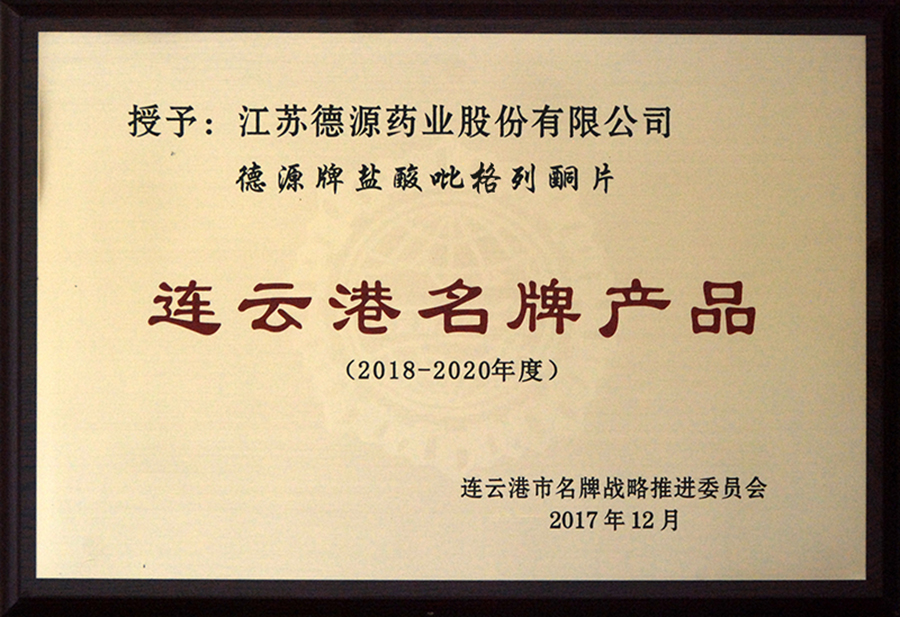 授予：江苏德源药业股份有限公司
德源牌盐酸吡格列酮片
连云港名牌产品
（2018-2020年度）
连云港市名牌战略推进委员会
2017年12月